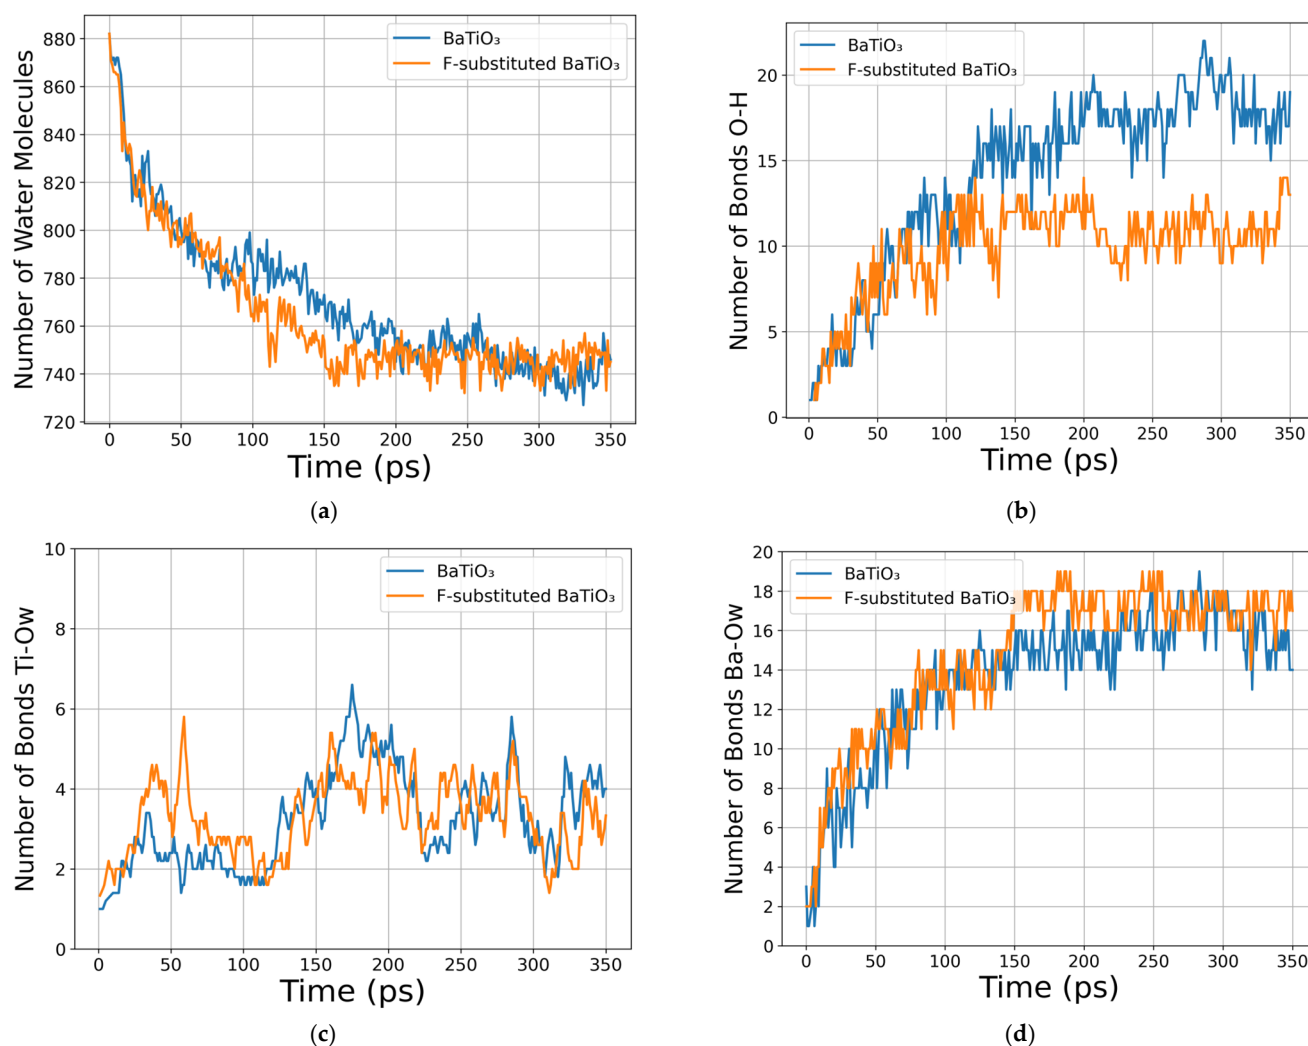 Number of Water Molecules
880
860
840
820
800
780
760
740
720
0 50 100 150 200 250 300 350
Time (ps)
BaTiO₃
F-substituted BaTiO₃
(a)
Number of Bonds O-H
20
15
10
5
0
0 50 100 150 200 250 300 350
Time (ps)
BaTiO₃
F-substituted BaTiO₃
(b)
Number of Bonds Ti-Ow
10
8
6
4
2
0
0 50 100 150 200 250 300 350
Time (ps)
BaTiO₃
F-substituted BaTiO₃
(c)
Number of Bonds Ba-Ow
20
18
16
14
12
10
8
6
4
2
0
0 50 100 150 200 250 300 350
Time (ps)
BaTiO₃
F-substituted BaTiO₃
(d)